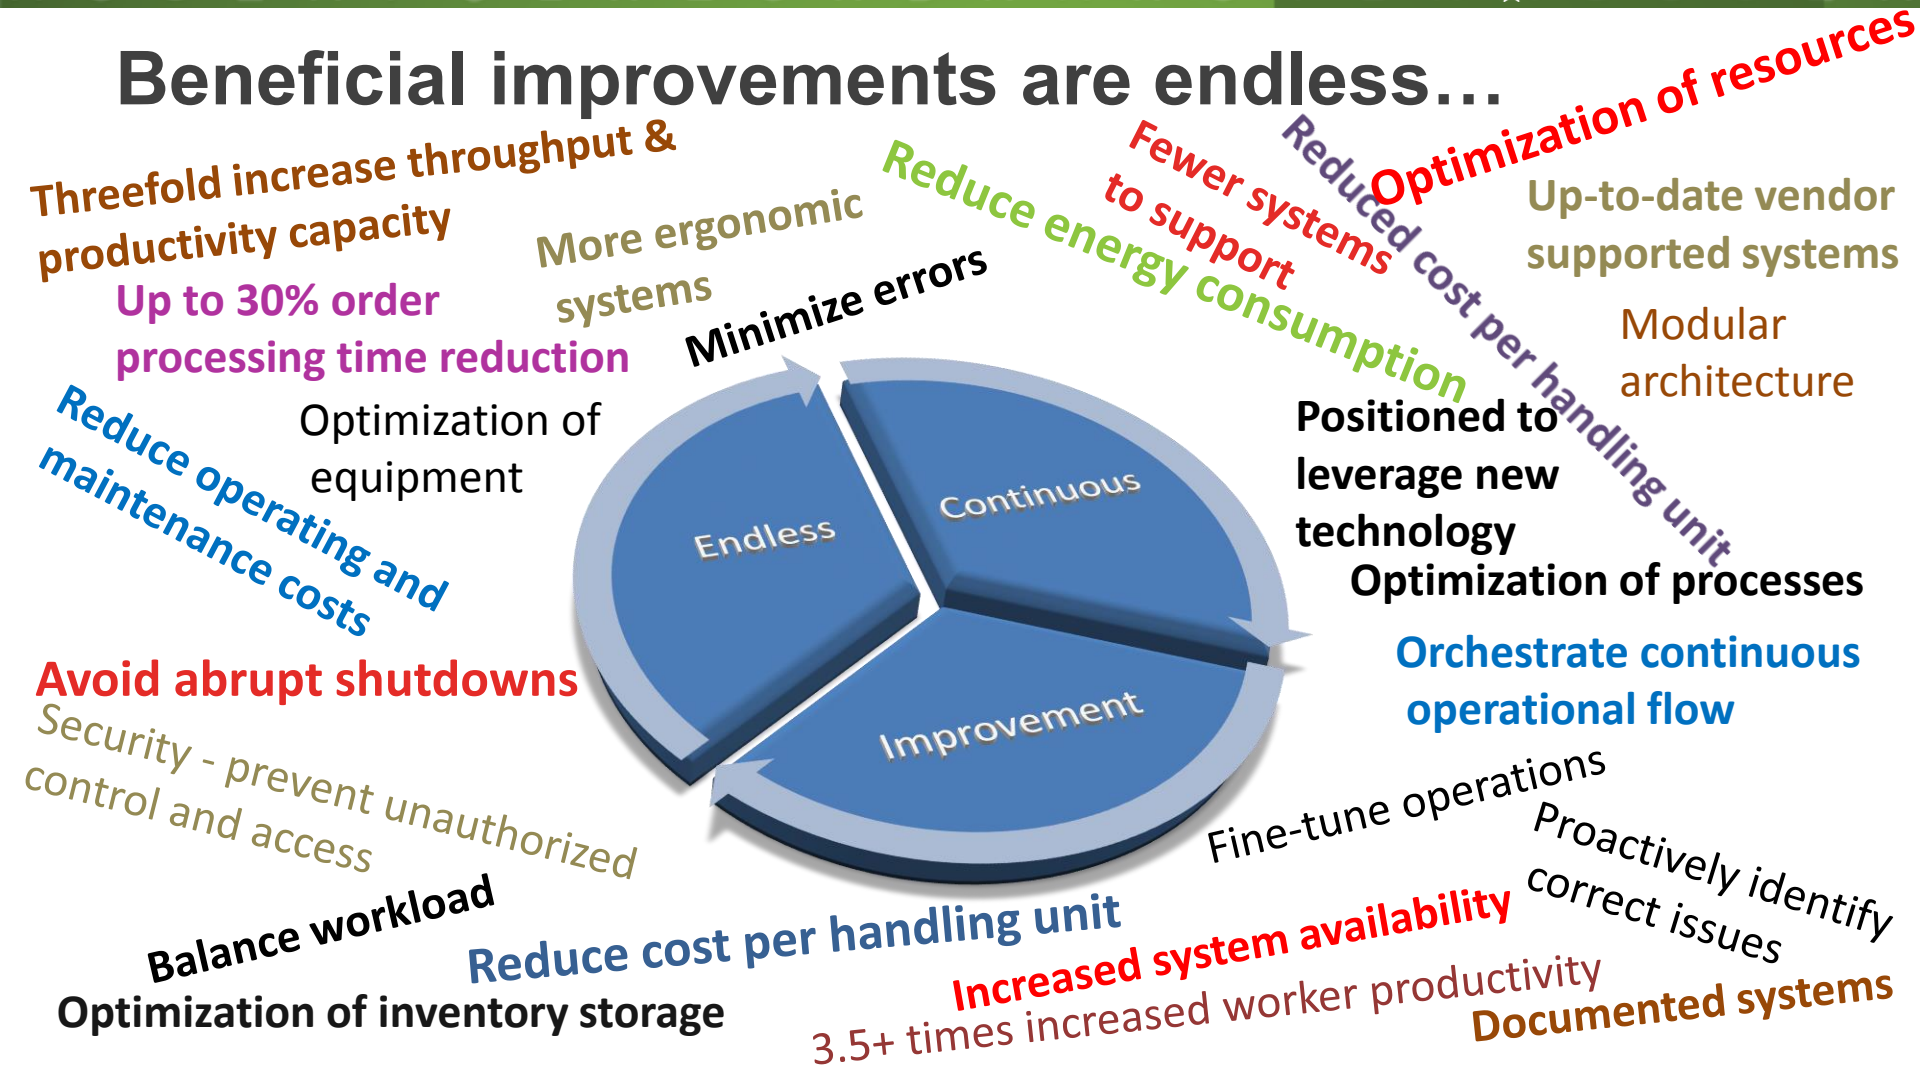 Beneficial improvements are endless…
Optimization of resources
Threefold increase throughput &
productivity capacity
More ergonomic
systems
Reduce energy consumption
Fewer systems
to support
Reduced cost per handling unit
Up-to-date vendor
supported systems
Up to 30% order
processing time reduction
Minimize errors
Modular
architecture
Reduce operating and
maintenance costs
Optimization of
equipment
Endless
Continuous
Improvement
Positioned to
leverage new
technology
Optimization of processes
Orchestrate continuous
operational flow
Avoid abrupt shutdowns
Security - prevent unauthorized
control and access
Fine-tune operations
Proactively identify
correct issues
Balance workload
Reduce cost per handling unit
Increased system availability
Optimization of inventory storage
3.5+ times increased worker productivity
Documented systems